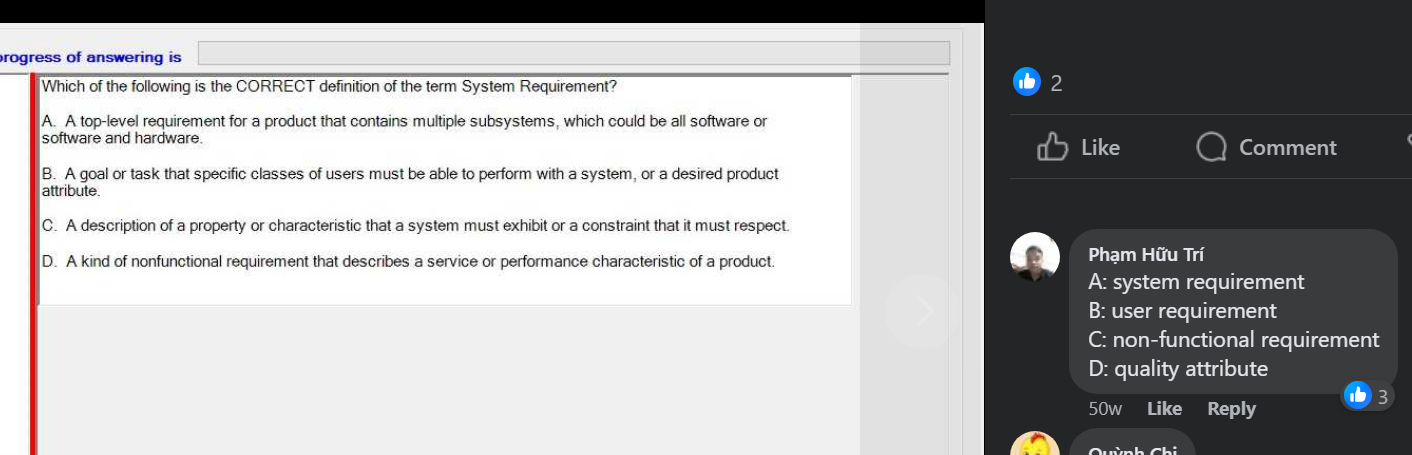 progress of answering is
Which of the following is the CORRECT definition of the term System Requirement?
A. A top-level requirement for a product that contains multiple subsystems, which could be all software or
software and hardware.
B. A goal or task that specific classes of users must be able to perform with a system, or a desired product
attribute.
C. A description of a property or characteristic that a system must exhibit or a constraint that it must respect.
D. A kind of nonfunctional requirement that describes a service or performance characteristic of a product.
2
Like Comment
Phạm Hữu Trí
A: system requirement
B: user requirement
C: non-functional requirement
D: quality attribute
3
50w Like Reply
Quỳnh Chi